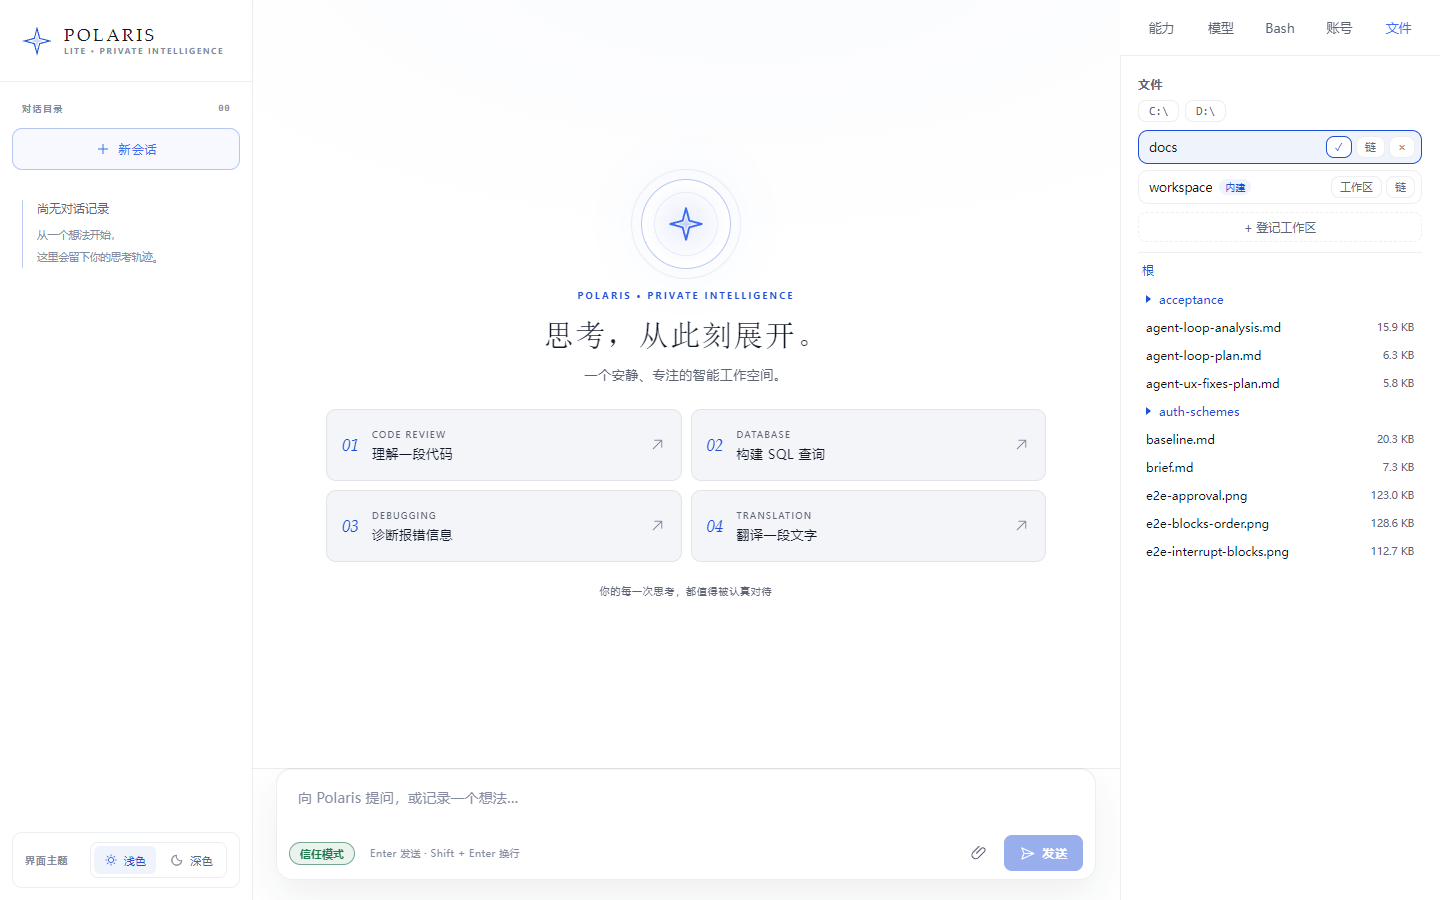 POLARIS
LITE • PRIVATE INTELLIGENCE
对话目录 00
+ 新会话
尚无对话记录
从一个想法开始，
这里会留下你的思考轨迹。
界面主题 浅色 深色
POLARIS • PRIVATE INTELLIGENCE
思考，从此刻展开。
一个安静、专注的智能工作空间。
01 CODE REVIEW
理解一段代码
02 DATABASE
构建 SQL 查询
03 DEBUGGING
诊断报错信息
04 TRANSLATION
翻译一段文字
你的每一次思考，都值得被认真对待
向 Polaris 提问，或记录一个想法...
信任模式 Enter 发送 · Shift + Enter 换行 发送
能力 模型 Bash 账号 文件
文件
C:\ D:\
docs ✓ 链 ×
workspace 内建 工作区 链
+ 登记工作区
根
acceptance
agent-loop-analysis.md 15.9 KB
agent-loop-plan.md 6.3 KB
agent-ux-fixes-plan.md 5.8 KB
auth-schemes
baseline.md 20.3 KB
brief.md 7.3 KB
e2e-approval.png 123.0 KB
e2e-blocks-order.png 128.6 KB
e2e-interrupt-blocks.png 112.7 KB